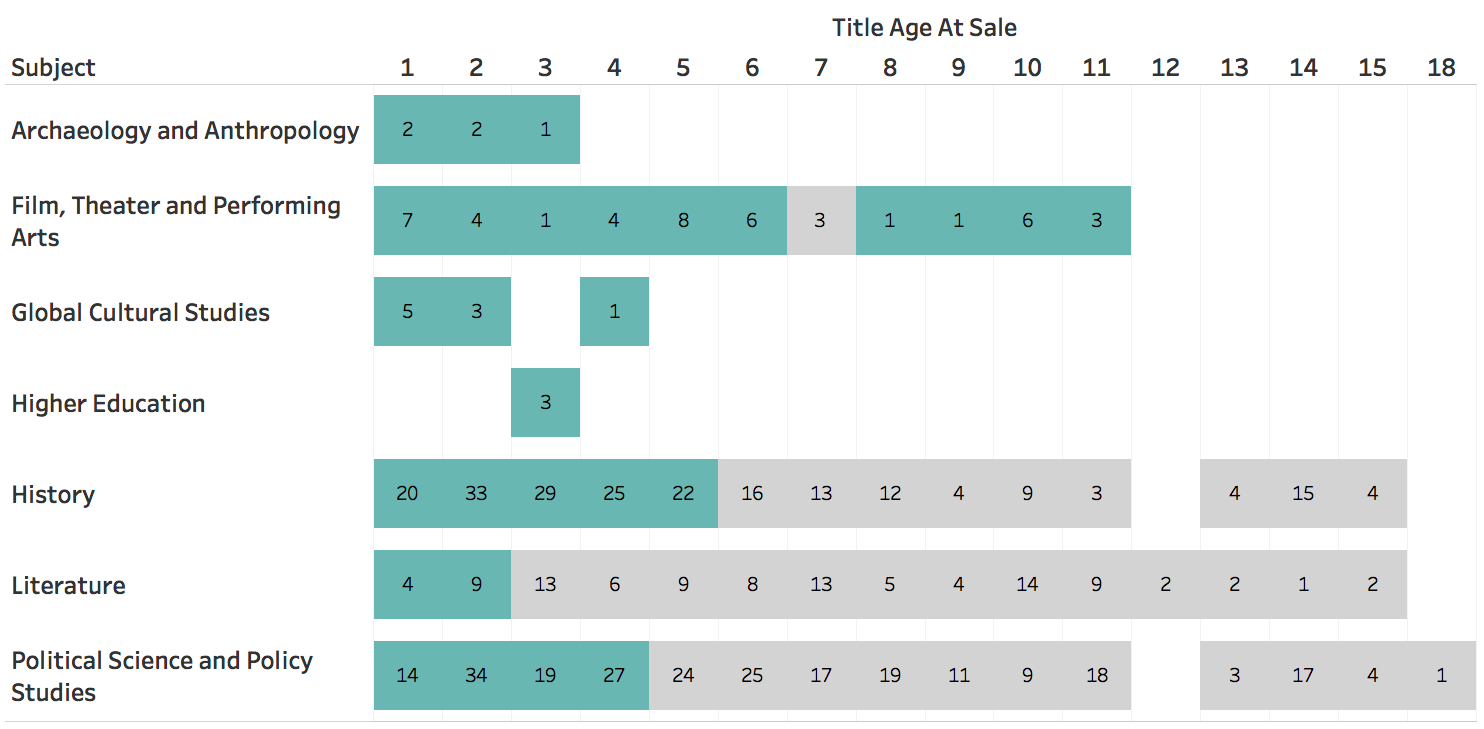 Title Age At Sale
Subject 1 2 3 4 5 6 7 8 9 10 11 12 13 14 15 18
Archaeology and Anthropology 2 2 1
Film, Theater and Performing
Arts 7 4 1 4 8 6 3 1 1 6 3
Global Cultural Studies 5 3 1
Higher Education 3
History 20 33 29 25 22 16 13 12 4 9 3 4 15 4
Literature 4 9 13 6 9 8 13 5 4 14 9 2 2 1 2
Political Science and Policy
Studies 14 34 19 27 24 25 17 19 11 9 18 3 17 4 1